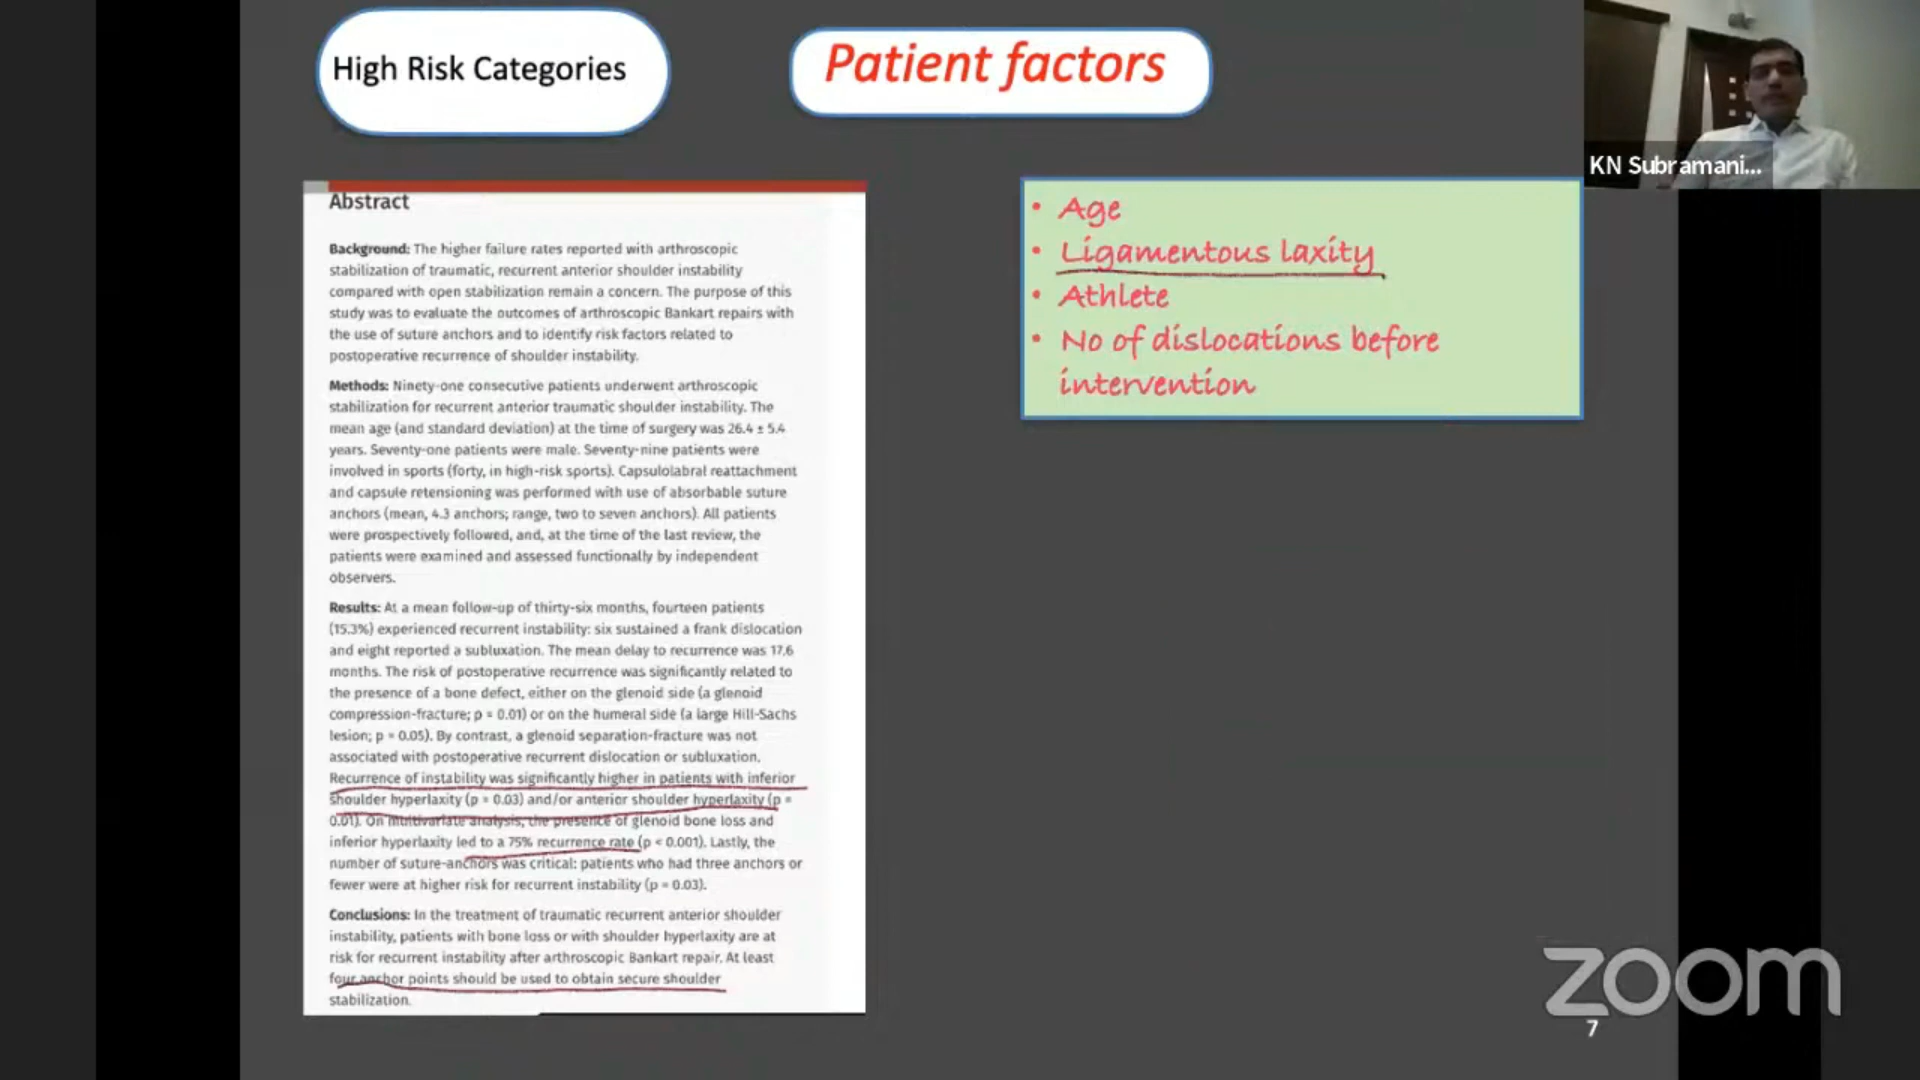 High Risk Categories
Patient factors
KN Subramani...
Abstract
Background: The higher failure rates reported with arthroscopic
stabilization of traumatic, recurrent anterior shoulder instability
compared with open stabilization remain a concern. The purpose of this
study was to evaluate the outcomes of arthroscopic Bankart repairs with
the use of suture anchors and to identify risk factors related to
postoperative recurrence of shoulder instability.
Methods: Ninety-one consecutive patients underwent arthroscopic
stabilization for recurrent anterior traumatic shoulder instability. The
mean age (and standard deviation) at the time of surgery was 26.4 ± 5.4
years. Seventy-one patients were male. Seventy-nine patients were
involved in sports (forty, in high-risk sports). Capsulolabral reattachment
and capsule retensioning was performed with use of absorbable suture
anchors (mean, 4.3 anchors; range, two to seven anchors). All patients
were prospectively followed, and, at the time of the last review, the
patients were examined and assessed functionally by independent
observers.
Results: At a mean follow-up of thirty-six months, fourteen patients
(15.3%) experienced recurrent instability: six sustained a frank dislocation
and eight reported a subluxation. The mean delay to recurrence was 17.6
months. The risk of postoperative recurrence was significantly related to
the presence of a bone defect, either on the glenoid side (a glenoid
compression-fracture; p = 0.01) or on the humeral side (a large Hill-Sachs
lesion; p = 0.05). By contrast, a glenoid separation-fracture was not
associated with postoperative recurrent dislocation or subluxation.
Recurrence of instability was significantly higher in patients with inferior
shoulder hyperlaxity (p = 0.03) and/or anterior shoulder hyperlaxity (p =
0.01). On multivariate analysis, the presence of glenoid bone loss and
inferior hyperlaxity led to a 75% recurrence rate (p < 0.001). Lastly, the
number of suture-anchors was critical: patients who had three anchors or
fewer were at higher risk for recurrent instability (p = 0.03).
Conclusions: In the treatment of traumatic recurrent anterior shoulder
instability, patients with bone loss or with shoulder hyperlaxity are at
risk for recurrent instability after arthroscopic Bankart repair. At least
four anchor points should be used to obtain secure shoulder
stabilization.
• Age
• Ligamentous laxity
• Athlete
• No of dislocations before
intervention
zoom
7